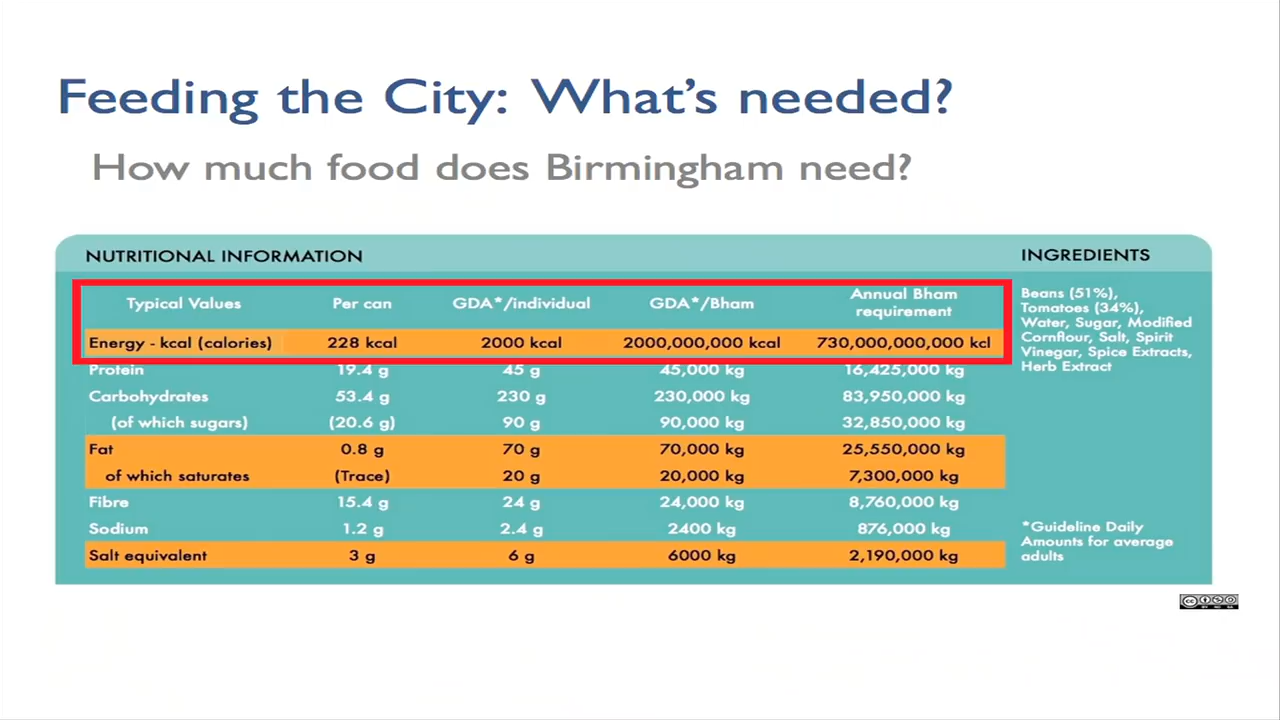 Feeding the City: What's needed?
How much food does Birmingham need?
NUTRITIONAL INFORMATION
INGREDIENTS
Typical Values Per can GDA*/individual GDA*/Bham Annual Bham requirement
Energy - kcal (calories) 228 kcal 2000 kcal 2000,000,000 kcal 730,000,000,000 kcl
Protein 19.4 g 45 g 45,000 kg 16,425,000 kg
Carbohydrates 53.4 g 230 g 230,000 kg 83,950,000 kg
(of which sugars) (20.6 g) 90 g 90,000 kg 32,850,000 kg
Fat 0.8 g 70 g 70,000 kg 25,550,000 kg
of which saturates (Trace) 20 g 20,000 kg 7,300,000 kg
Fibre 15.4 g 24 g 24,000 kg 8,760,000 kg
Sodium 1.2 g 2.4 g 2400 kg 876,000 kg
Salt equivalent 3 g 6 g 6000 kg 2,190,000 kg
Beans (51%),
Tomatoes (34%),
Water, Sugar, Modified
Cornflour, Salt, Spirit
Vinegar, Spice Extracts,
Herb Extract
*Guideline Daily
Amounts for average
adults